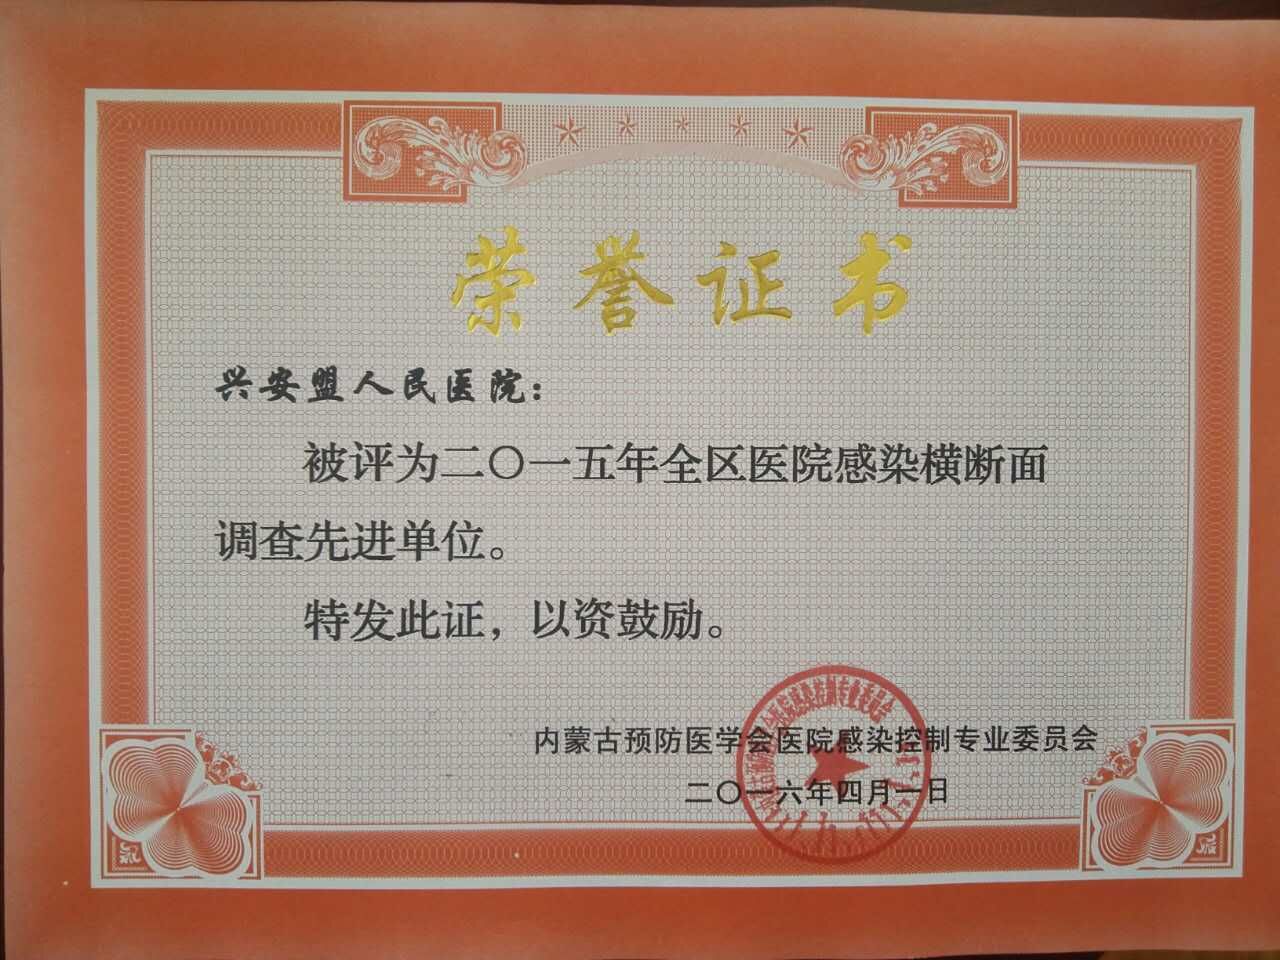 荣誉证书
兴安盟人民医院：
被评为二〇一五年全区医院感染横断面
调查先进单位。
特发此证，以资鼓励。
内蒙古预防医学会医院感染控制专业委员会
二〇一六年四月一日